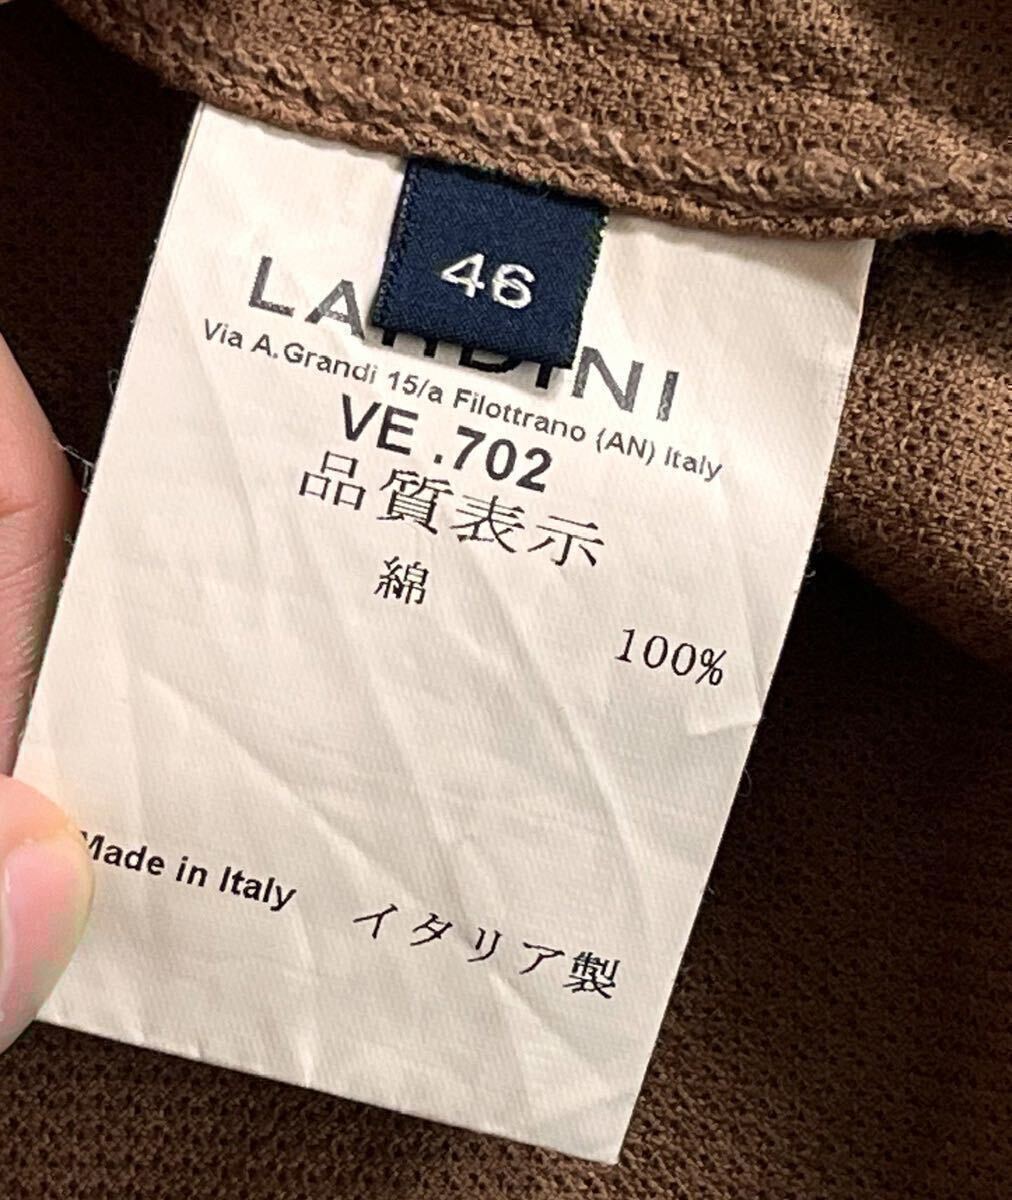 46
LARDINI
Via A.Grandi 15/a Filottrano (AN) Italy
VE .702
品質表示
綿
100%
Made in Italy イタリア製